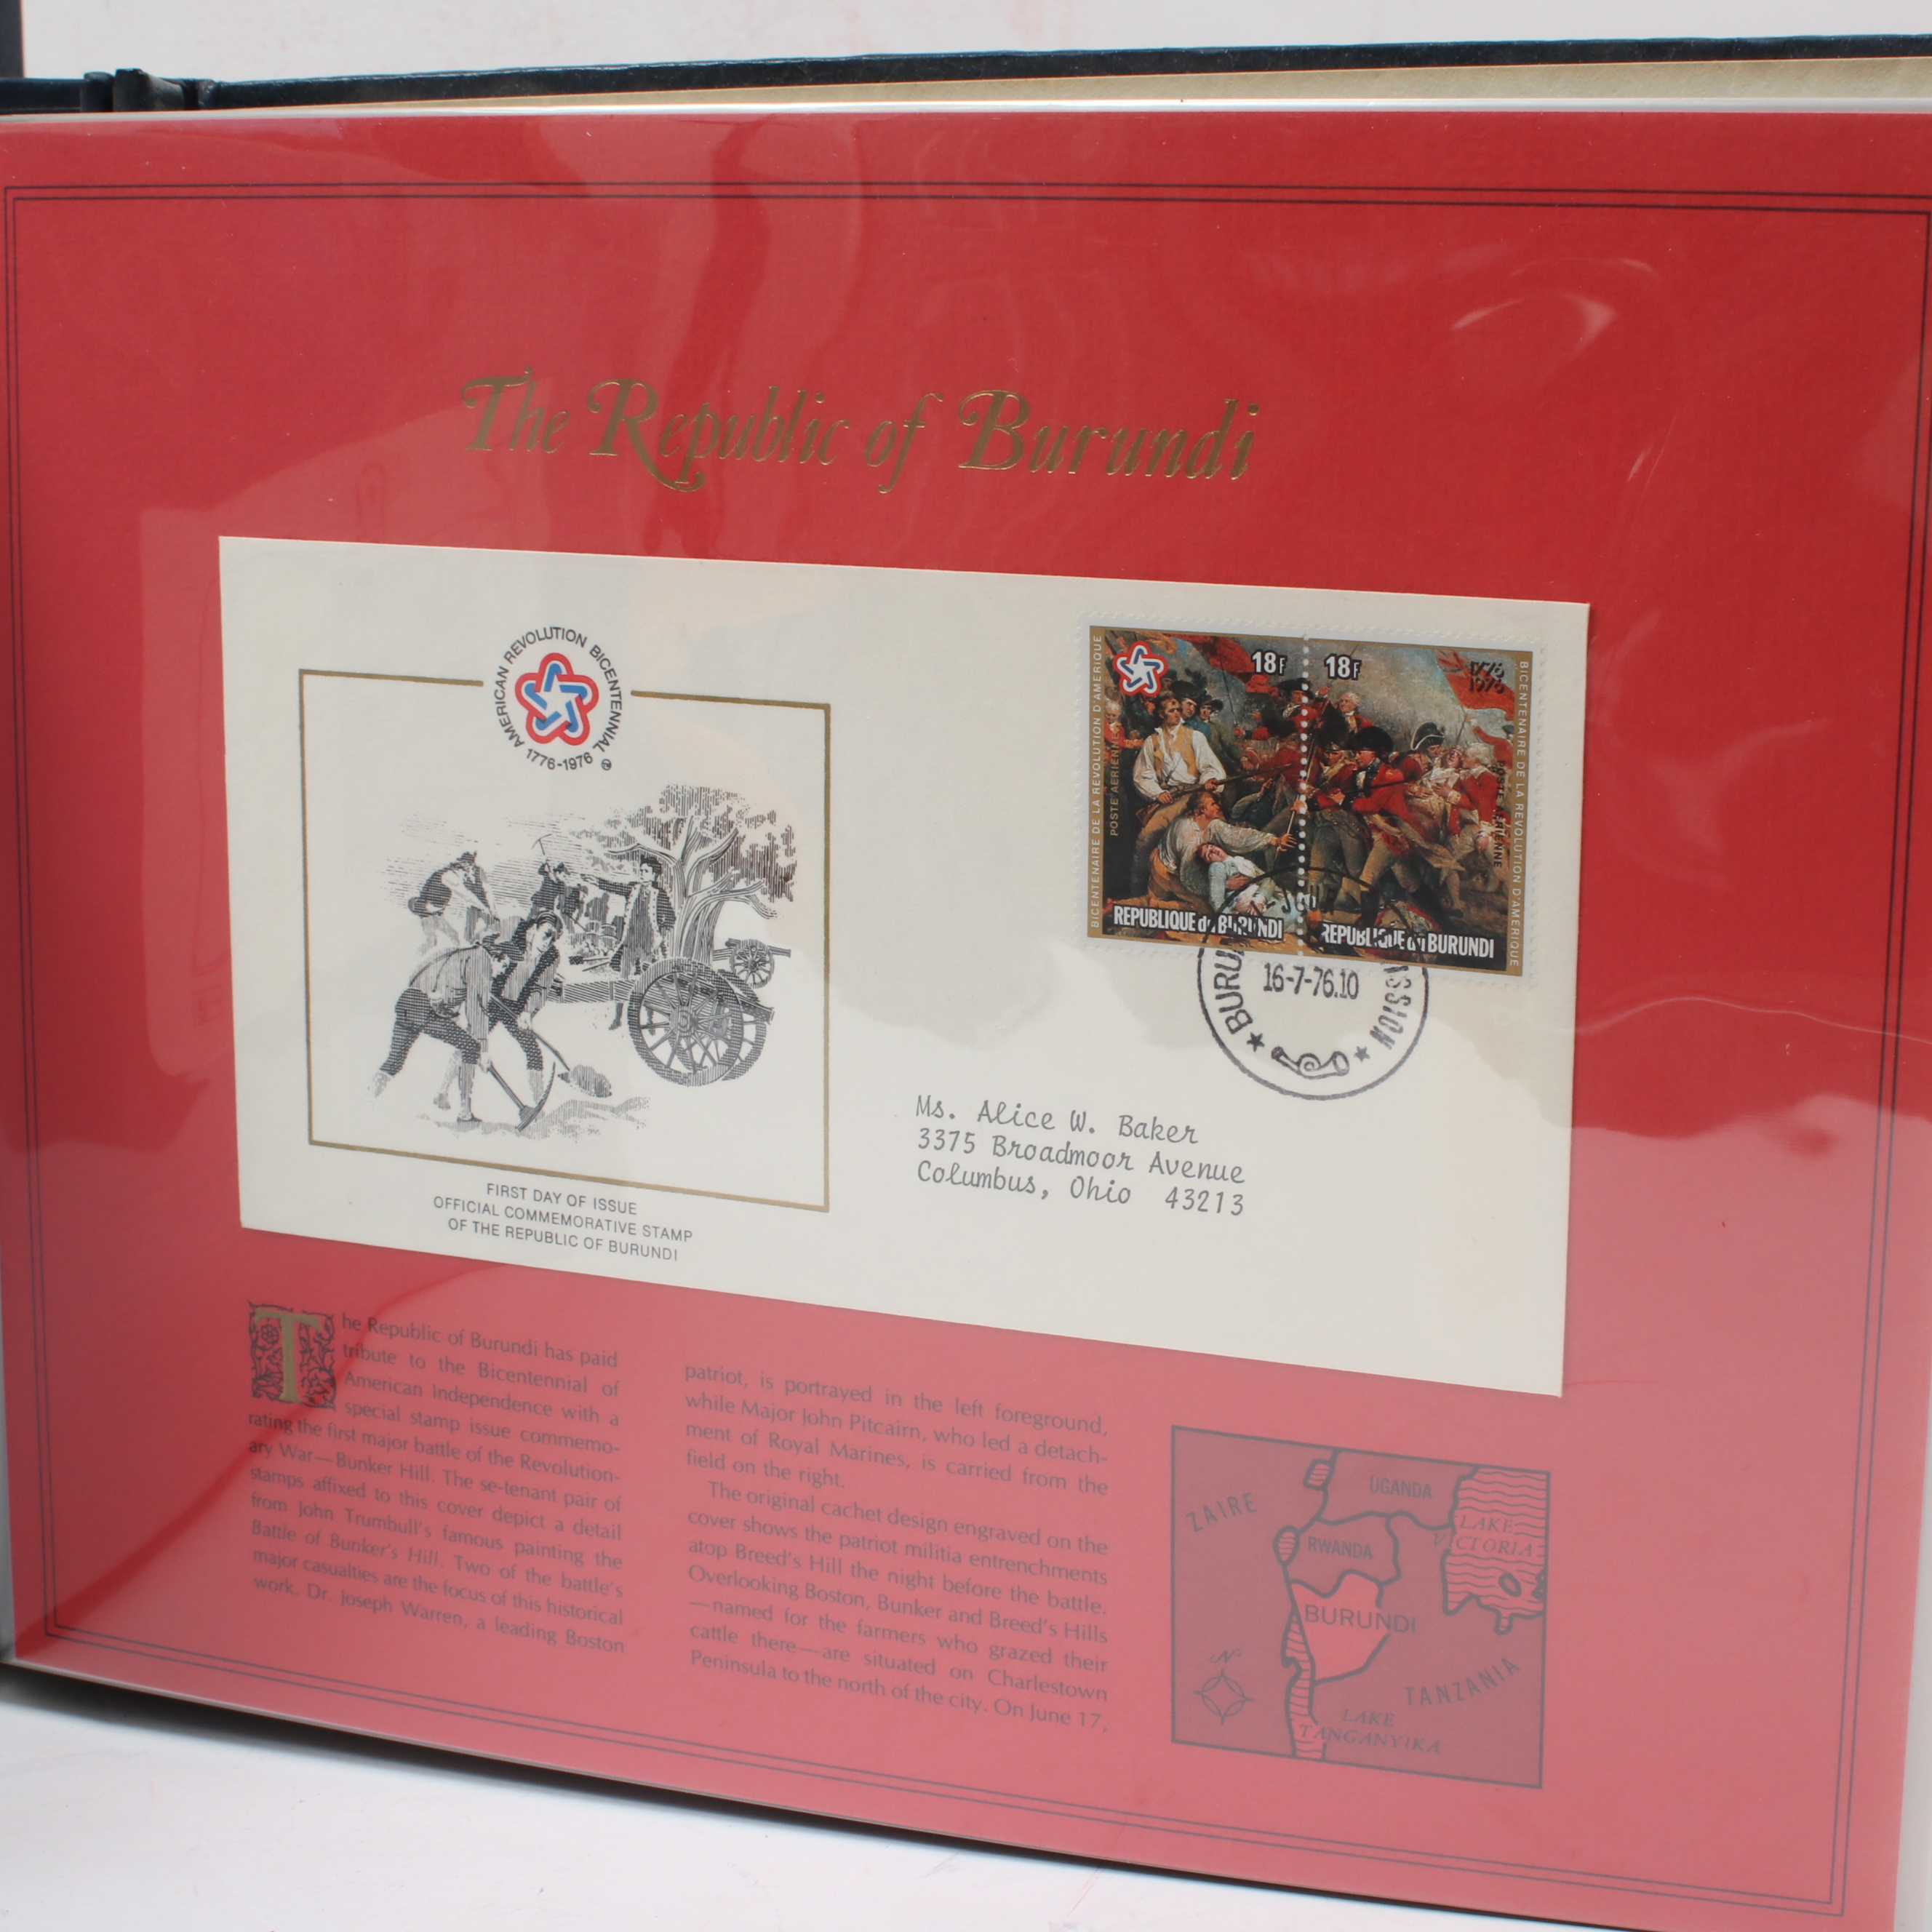 The Republic of Burundi
AMERICAN REVOLUTION BICENTENNIAL
1776-1976
FIRST DAY OF ISSUE
OFFICIAL COMMEMORATIVE STAMP
OF THE REPUBLIC OF BURUNDI
BICENTENAIRE DE LA REVOLUTION D'AMERIQUE
POSTE AERIENNE
18F
REPUBLIQUE du BURUNDI
18F
1776
1976
POSTE AERIENNE
BICENTENAIRE DE LA REVOLUTION D'AMERIQUE
REPUBLIQUE du BURUNDI
16-7-76.10
Ms. Alice W. Baker
3375 Broadmoor Avenue
Columbus, Ohio 43213
The Republic of Burundi has paid
tribute to the Bicentennial of
American Independence with a
special stamp issue commemo-
rating the first major battle of the Revolution-
ary War—Bunker Hill. The se-tenant pair of
stamps affixed to this cover depict a detail
from John Trumbull's famous painting the
Battle of Bunker's Hill. Two of the battle's
major casualties are the focus of this historical
work. Dr. Joseph Warren, a leading Boston
patriot, is portrayed in the left foreground,
while Major John Pitcairn, who led a detach-
ment of Royal Marines, is carried from the
field on the right.
The original cachet design engraved on the
cover shows the patriot militia entrenchments
atop Breed's Hill the night before the battle.
Overlooking Boston, Bunker and Breed's Hills
—named for the farmers who grazed their
cattle there—are situated on Charlestown
Peninsula to the north of the city. On June 17,
ZAIRE
UGANDA
LAKE
VICTORIA
RWANDA
BURUNDI
N
TANZANIA
LAKE
TANGANYIKA